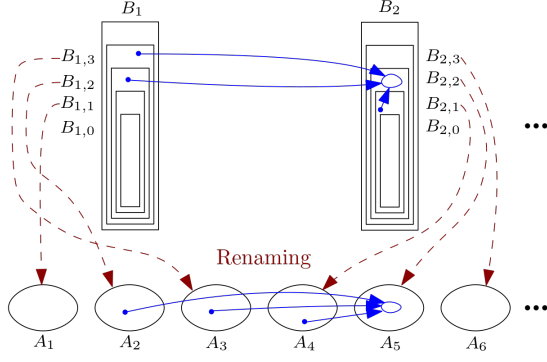 B₁ B₂
B₁,₃ B₂,₃
B₁,₂ B₂,₂
B₁,₁ B₂,₁
B₁,₀ B₂,₀
...
Renaming
...
A₁ A₂ A₃ A₄ A₅ A₆